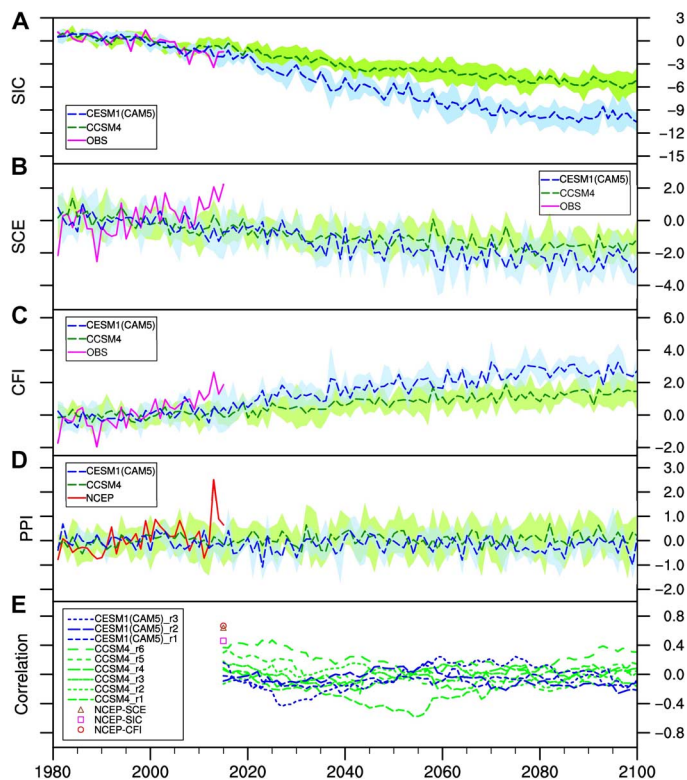 A
SIC
3
0
−3
−6
−9
−12
−15
CESM1(CAM5)
CCSM4
OBS
B
SCE
2.0
0.0
−2.0
−4.0
CESM1(CAM5)
CCSM4
OBS
C
CFI
6.0
4.0
2.0
0.0
−2.0
CESM1(CAM5)
CCSM4
OBS
D
PPI
3.0
2.0
1.0
0.0
−1.0
−2.0
CESM1(CAM5)
CCSM4
NCEP
E
Correlation
0.8
0.4
0.0
−0.4
−0.8
CESM1(CAM5)_r3
CESM1(CAM5)_r2
CESM1(CAM5)_r1
CCSM4_r6
CCSM4_r5
CCSM4_r4
CCSM4_r3
CCSM4_r2
CCSM4_r1
NCEP-SCE
NCEP-SIC
NCEP-CFI
1980 2000 2020 2040 2060 2080 2100